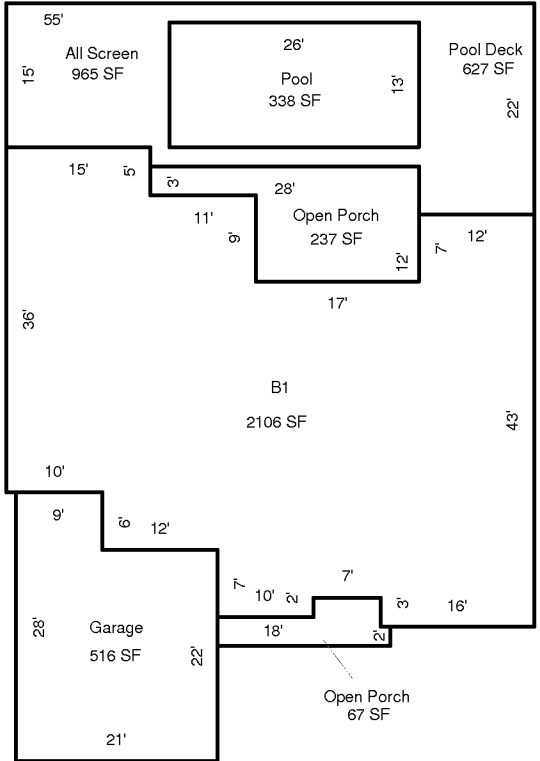 55'
All Screen
965 SF
15'
26'
Pool
338 SF
13'
Pool Deck
627 SF
22'
15'
5'
3'
28'
11'
9'
Open Porch
237 SF
12'
7'
12'
17'
36'
B1
2106 SF
43'
10'
9'
6'
12'
7'
10'
2'
7'
3'
16'
28'
Garage
516 SF
22'
18'
2'
Open Porch
67 SF
21'